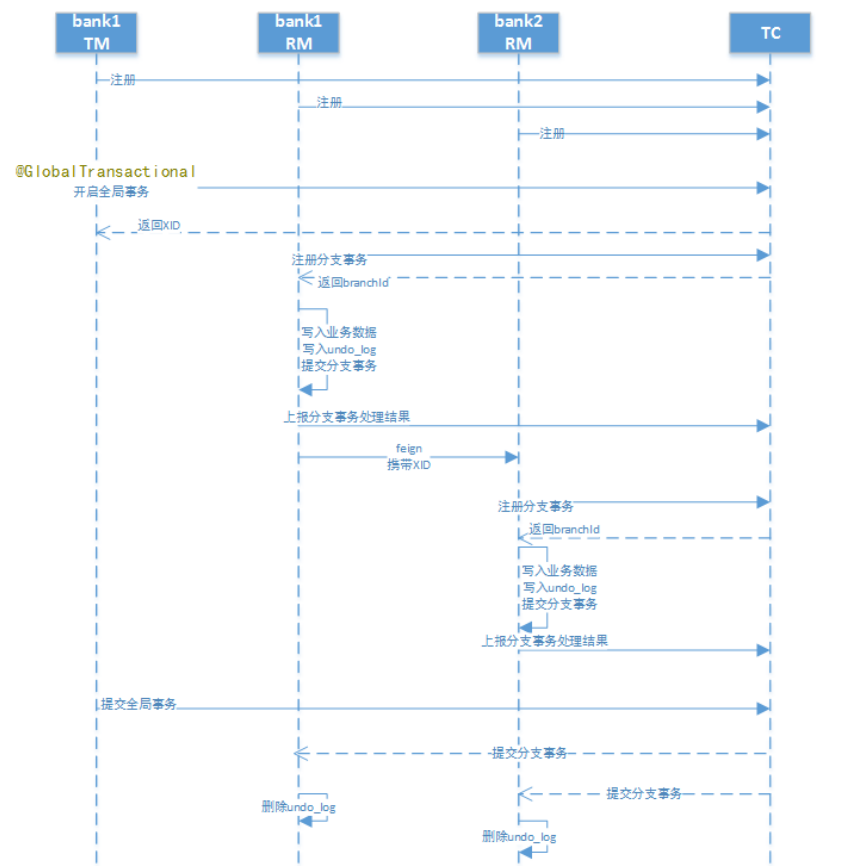 bank1
TM
bank1
RM
bank2
RM
TC
注册
注册
注册
@GlobalTransactional
开启全局事务
返回XID
注册分支事务
返回branchId
写入业务数据
写入undo_log
提交分支事务
上报分支事务处理结果
feign
携带XID
注册分支事务
返回branchId
写入业务数据
写入undo_log
提交分支事务
上报分支事务处理结果
提交全局事务
提交分支事务
提交分支事务
删除undo_log
删除undo_log